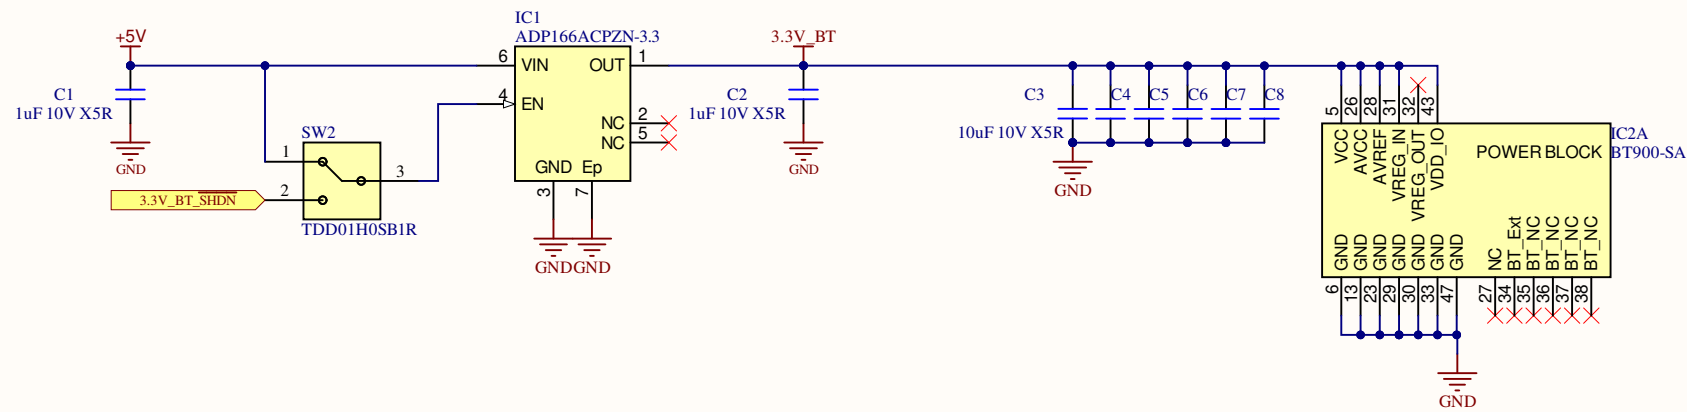 +5V
C1
1uF 10V X5R
GND
SW2
1
2
3
3.3V_BT_SHDN
TDD01H0SB1R
IC1
ADP166ACPZN-3.3
6
VIN
OUT
1
4
EN
NC
2
NC
5
GND
Ep
3
7
GND
GND
3.3V_BT
C2
1uF 10V X5R
GND
C3
C4
C5
C6
C7
C8
10uF 10V X5R
GND
5
26
28
31
32
43
VCC
AVCC
AVREF
VREG_IN
VREG_OUT
VDD_IO
POWER BLOCK
IC2A
BT900-SA
GND
GND
GND
GND
GND
GND
GND
NC
BT_Ext
BT_NC
BT_NC
BT_NC
BT_NC
6
13
23
29
30
33
47
27
34
35
36
37
38
GND